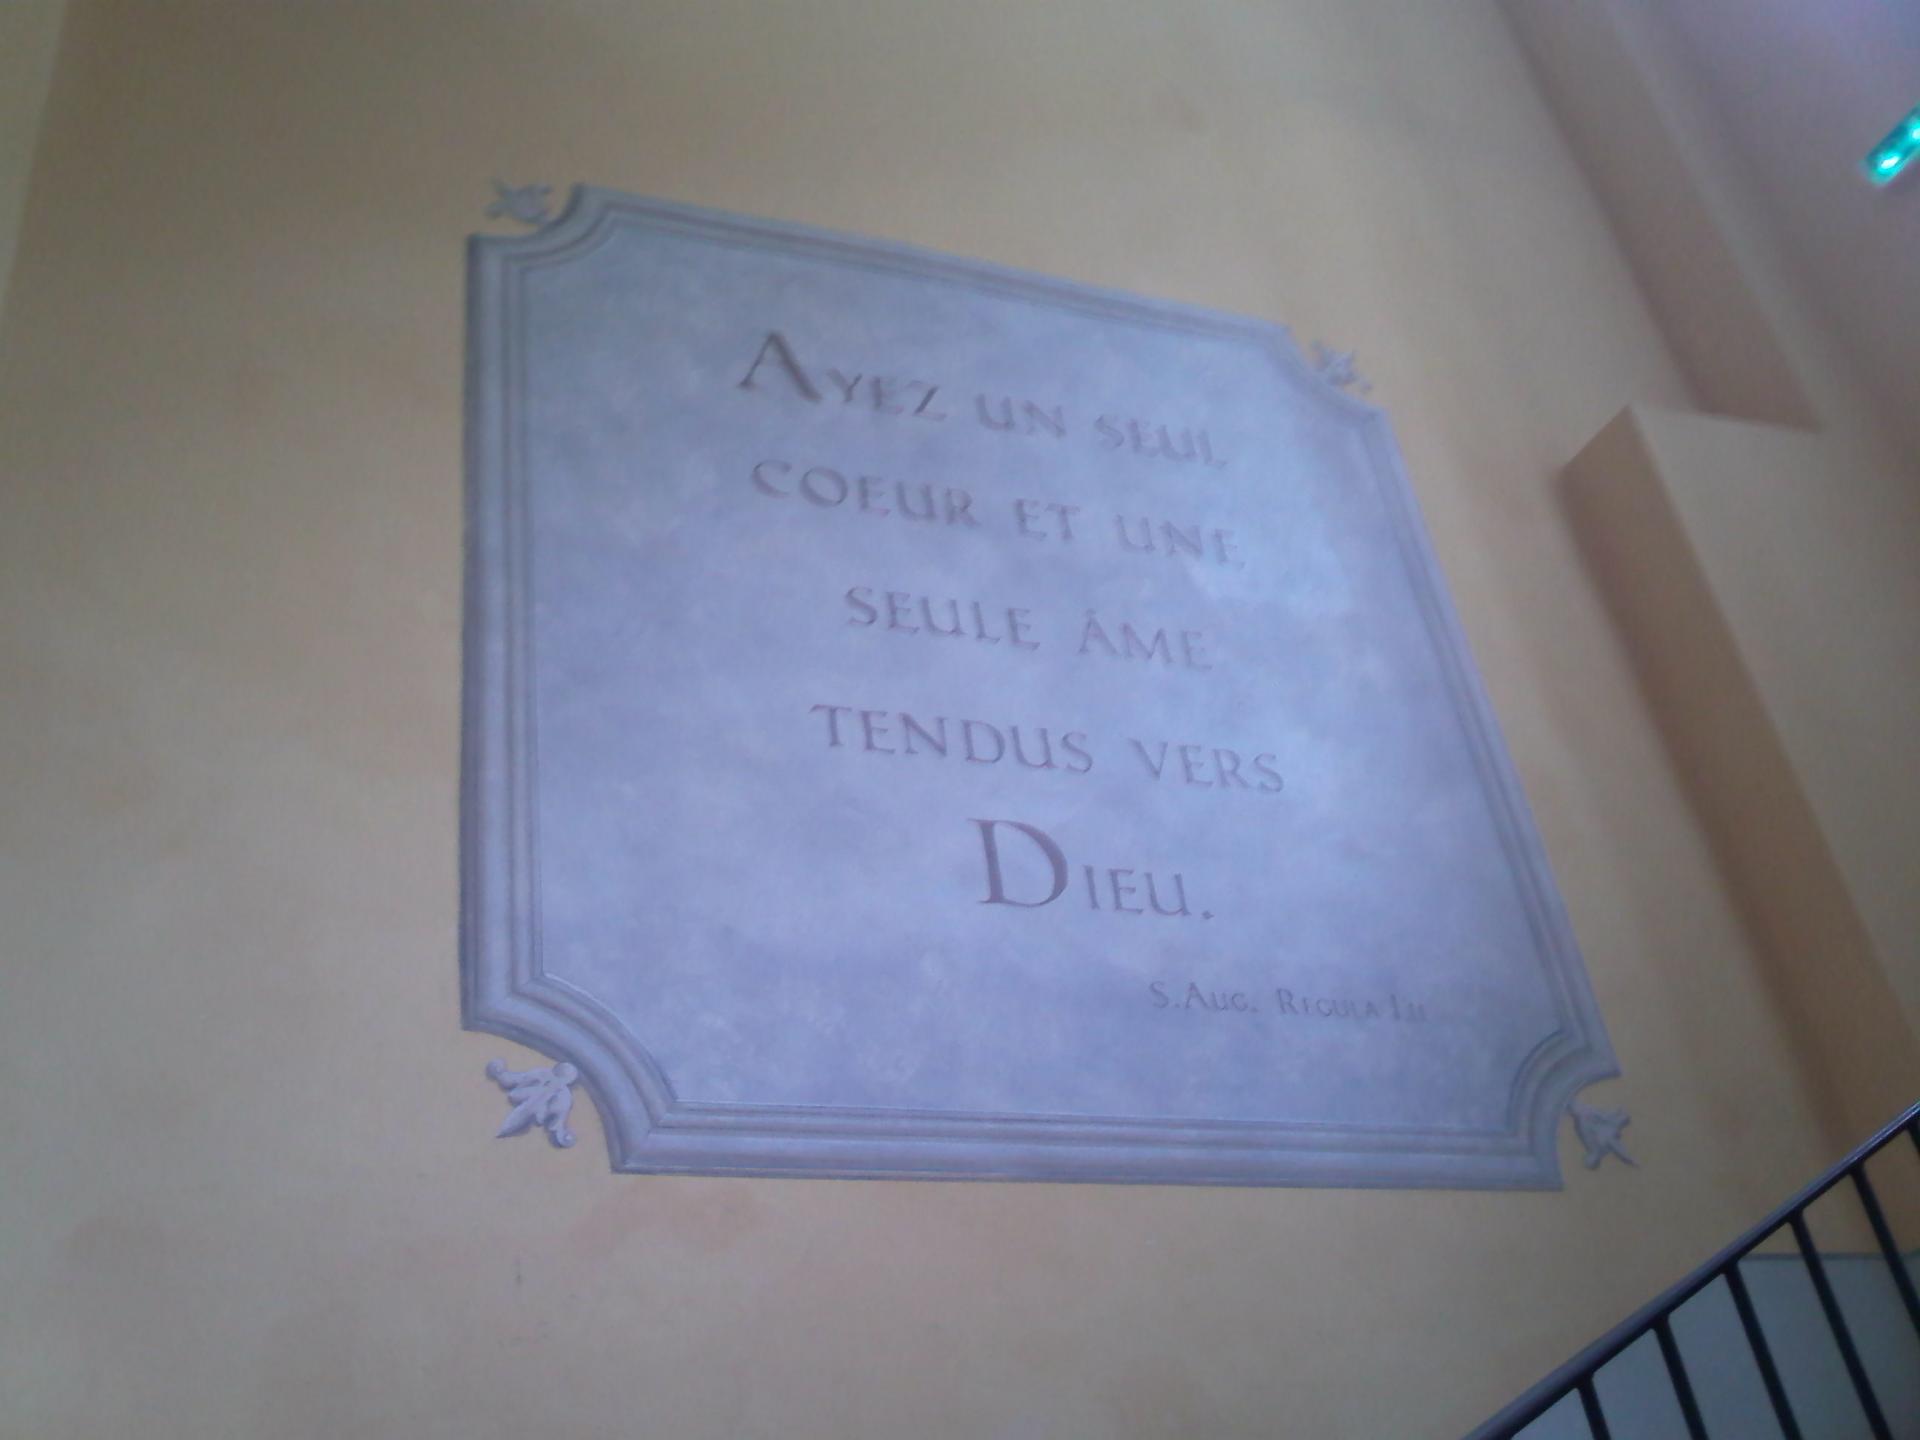 AYEZ UN SEUL
COEUR ET UNE
SEULE ÂME
TENDUS VERS
DIEU.
S. AUG. REGULA